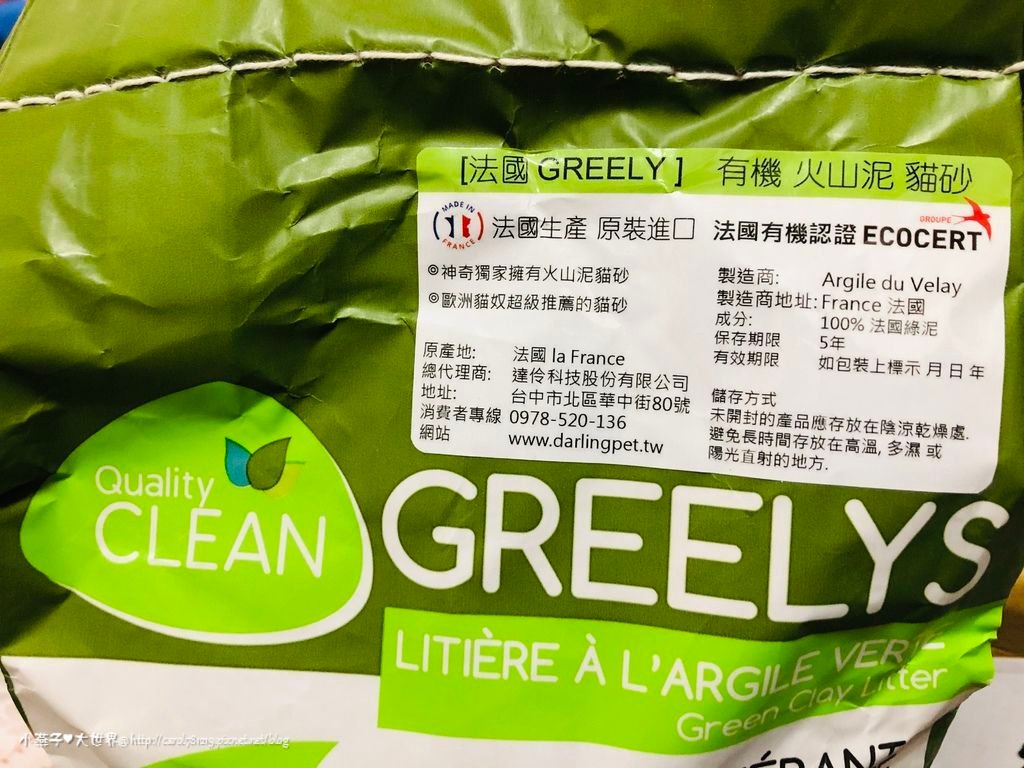 [法國 GREELY ] 有機 火山泥 貓砂
MADE IN
FRANCE
法國生產 原裝進口
法國有機認證
GROUPE
ECOCERT
◎神奇獨家擁有火山泥貓砂
◎歐洲貓奴超級推薦的貓砂
原產地: 法國 la France
總代理商: 達伶科技股份有限公司
地址: 台中市北區華中街80號
消費者專線 0978-520-136
網站 www.darlingpet.tw
製造商: Argile du Velay
製造商地址: France 法國
成分: 100% 法國綠泥
保存期限 5年
有效期限 如包裝上標示 月 日 年
儲存方式
未開封的產品應存放在陰涼乾燥處.
避免長時間存放在高溫, 多濕 或
陽光直射的地方.
Quality
CLEAN
GREELYS
LITIÈRE À L'ARGILE VERTE
Green Clay Litter
小燕子♥大世界@